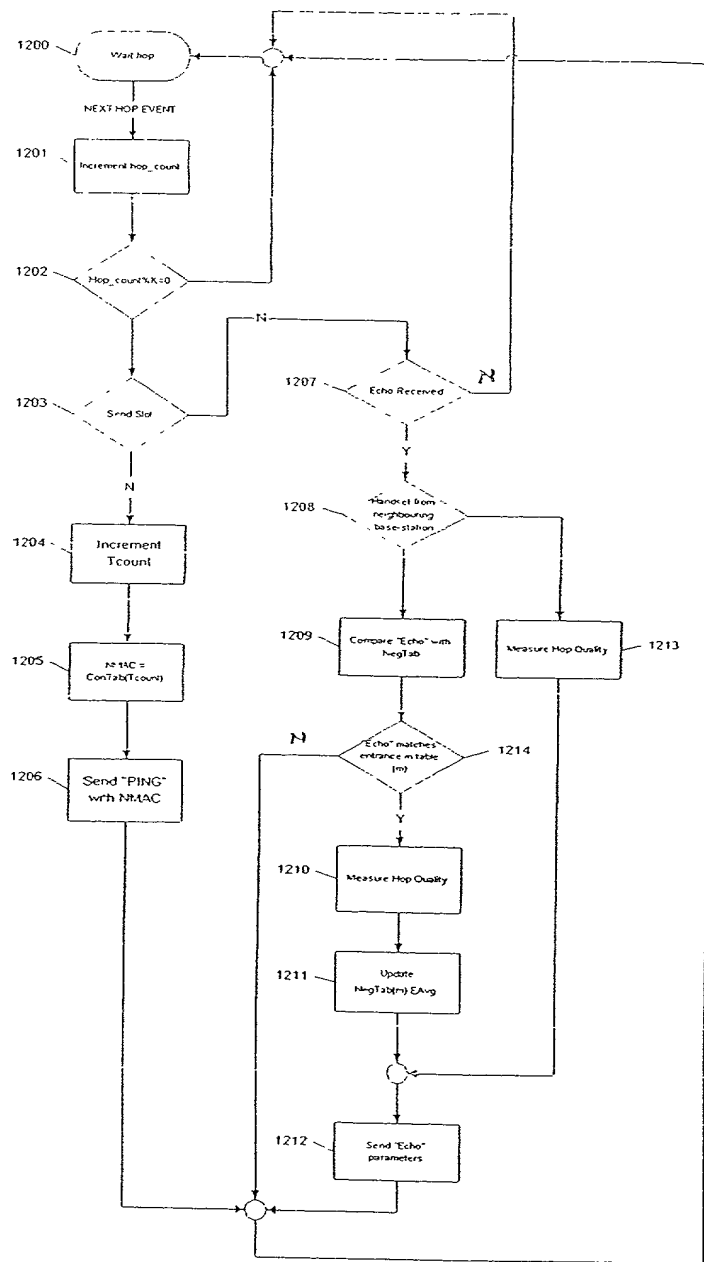 1200
Wait hop
NEXT HOP EVENT
1201
Increment hop_count
1202
Hop_count%K=0
N
1203
Send Slot
1207
Echo Received
N
N
Y
1204
Increment
Tcount
1208
Handset from
neighbouring
base-station
1205
NMAC =
ConTab(Tcount)
1209
Compare "Echo" with
NegTab
Measure Hop Quality
1213
1206
Send "PING"
with NMAC
N
"Echo" matches
entrance in table
(m)
1214
Y
1210
Measure Hop Quality
1211
Update
NegTab(m) EAvg
1212
Send "Echo"
parameters